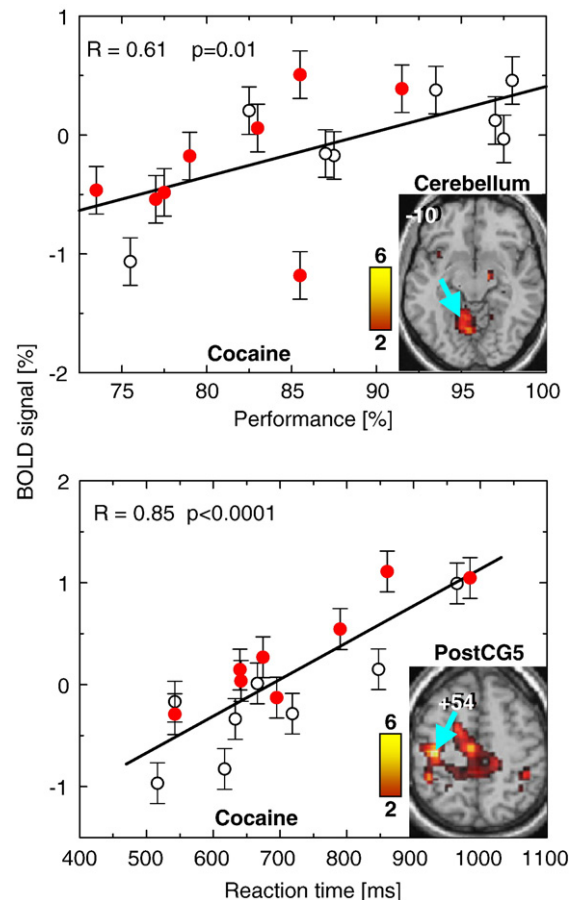 1
R = 0.61 p=0.01
0
-1
-2
Cerebellum
-10
6
2
Cocaine
75 80 85 90 95 100
Performance [%]
BOLD signal [%]
2
R = 0.85 p<0.0001
1
0
-1
PostCG5
+54
6
2
Cocaine
400 500 600 700 800 900 1000 1100
Reaction time [ms]